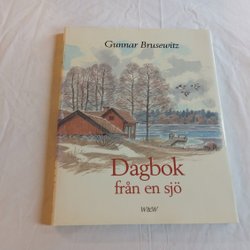 Gunnar Brusewitz
Dagbok
från en sjö
W&W